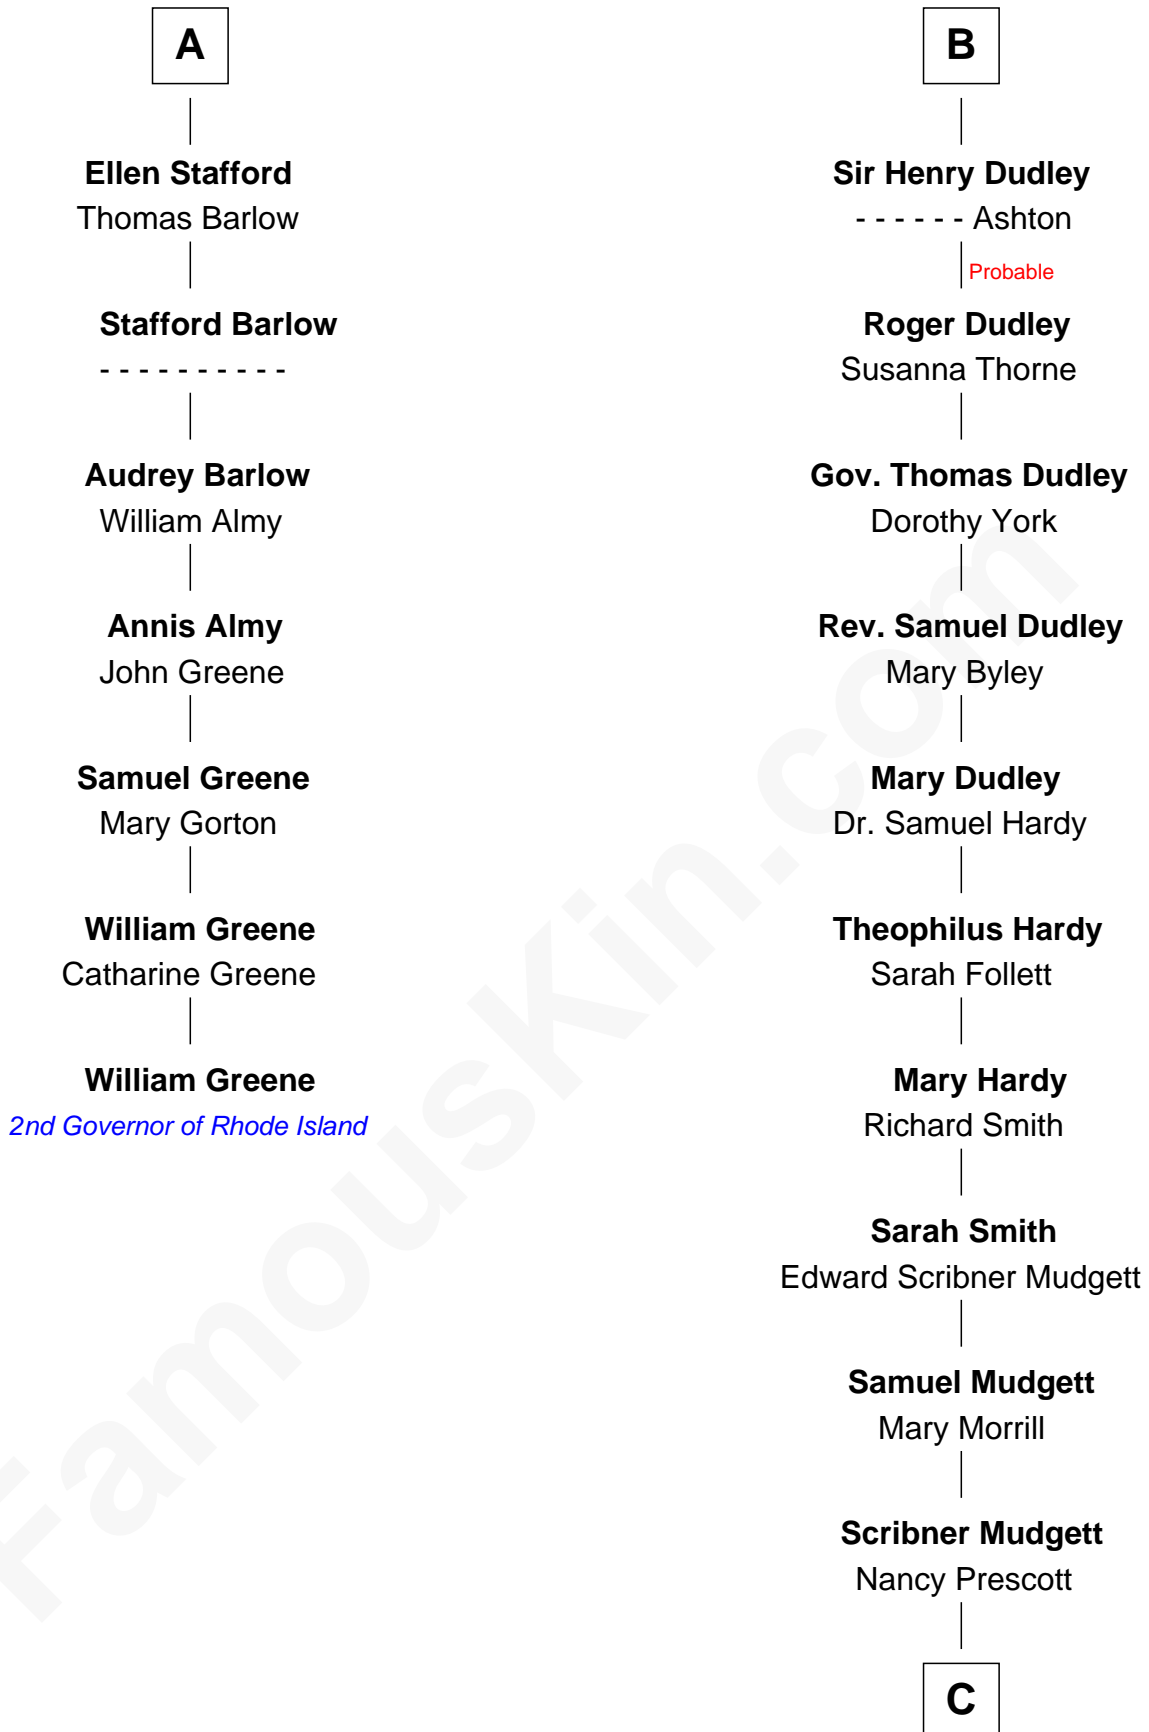 A
Ellen Stafford
Thomas Barlow
Stafford Barlow
- - - - - - - - - -
Audrey Barlow
William Almy
Annis Almy
John Greene
Samuel Greene
Mary Gorton
William Greene
Catharine Greene
William Greene
2nd Governor of Rhode Island
B
Sir Henry Dudley
- - - - - - Ashton
Probable
Roger Dudley
Susanna Thorne
Gov. Thomas Dudley
Dorothy York
Rev. Samuel Dudley
Mary Byley
Mary Dudley
Dr. Samuel Hardy
Theophilus Hardy
Sarah Follett
Mary Hardy
Richard Smith
Sarah Smith
Edward Scribner Mudgett
Samuel Mudgett
Mary Morrill
Scribner Mudgett
Nancy Prescott
C
FamousKin.com